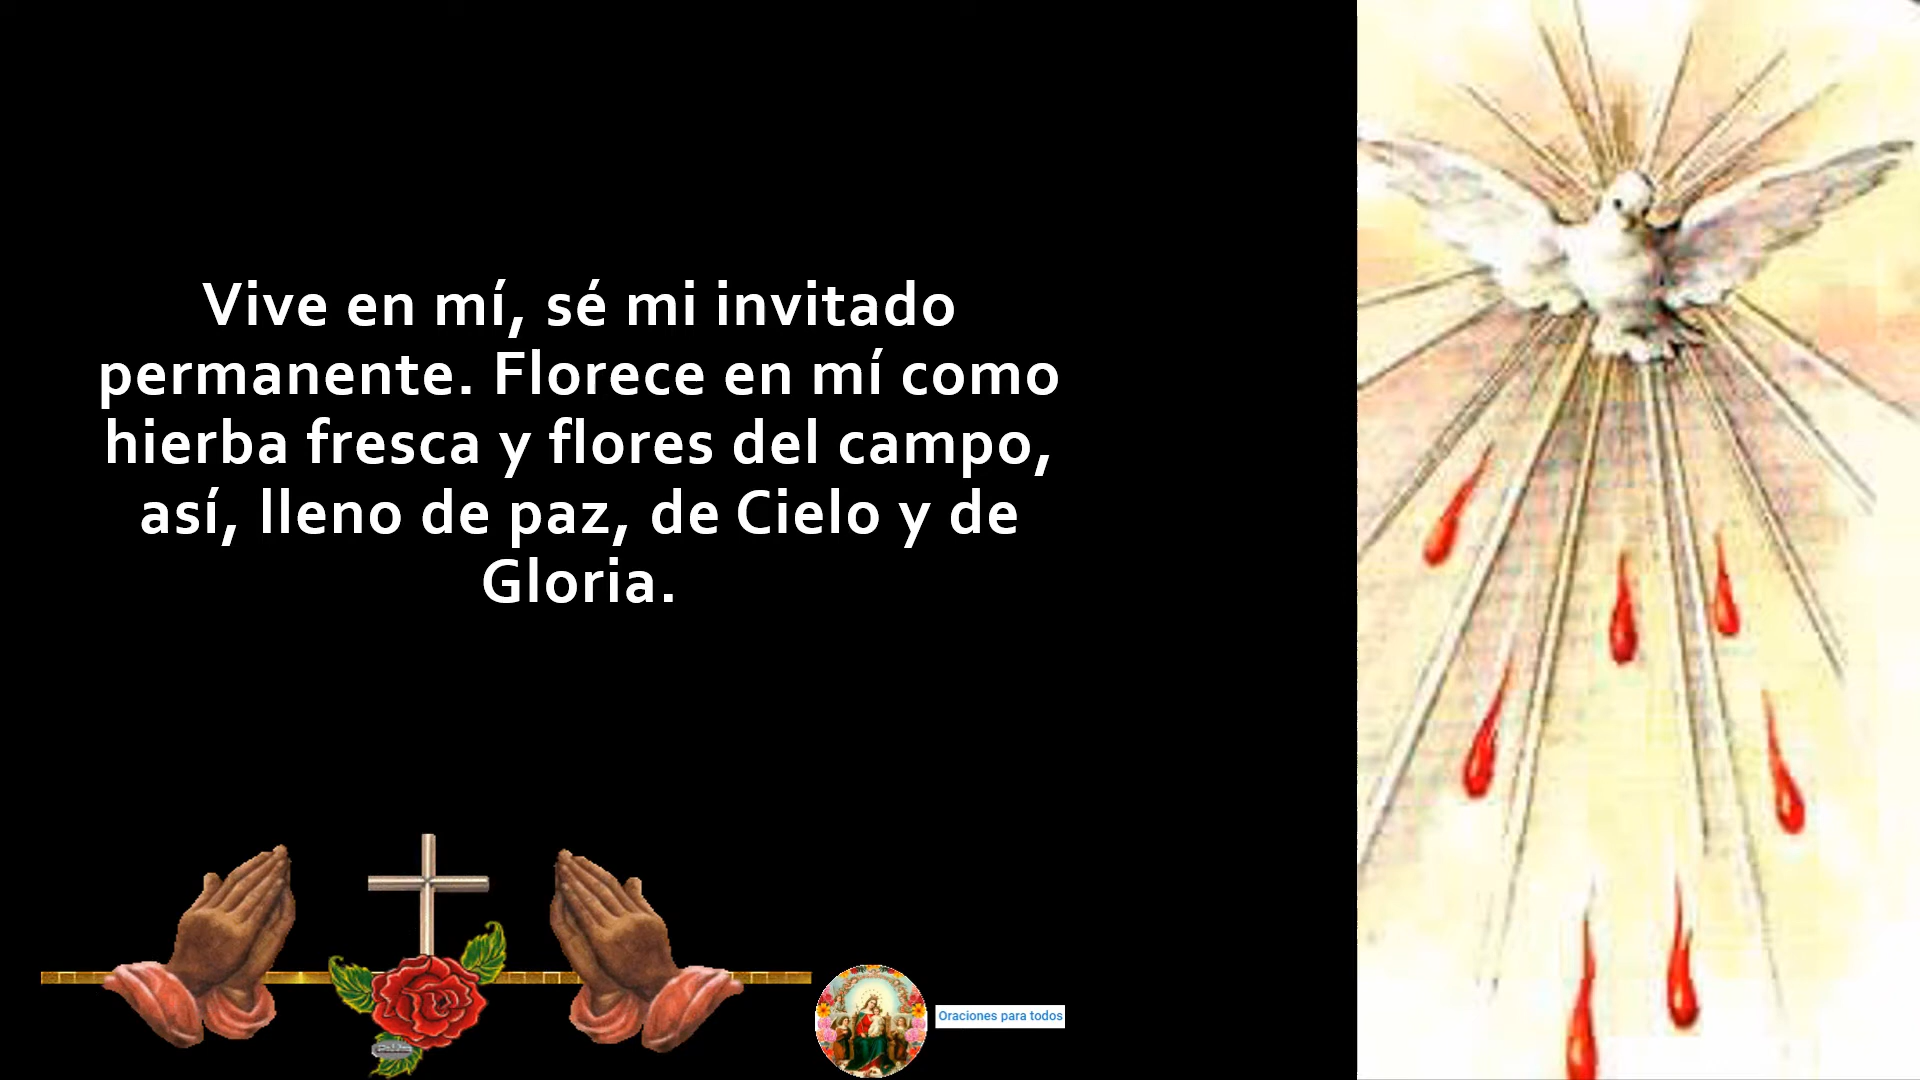 Vive en mí, sé mi invitado
permanente. Florece en mí como
hierba fresca y flores del campo,
así, lleno de paz, de Cielo y de
Gloria.
Oraciones para todos